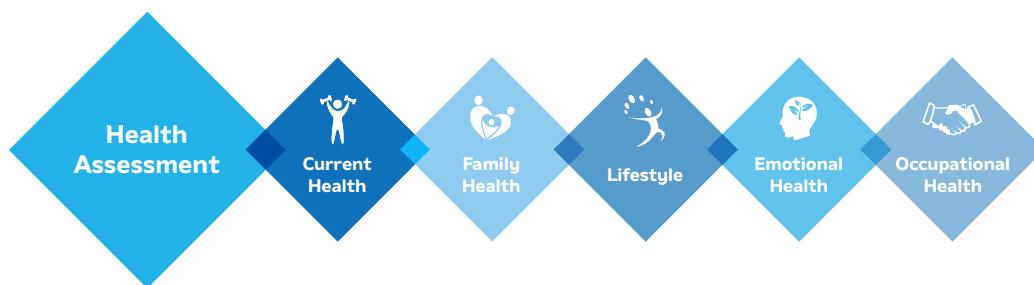 Health
Assessment
Current
Health
Family
Health
Lifestyle
Emotional
Health
Occupational
Health